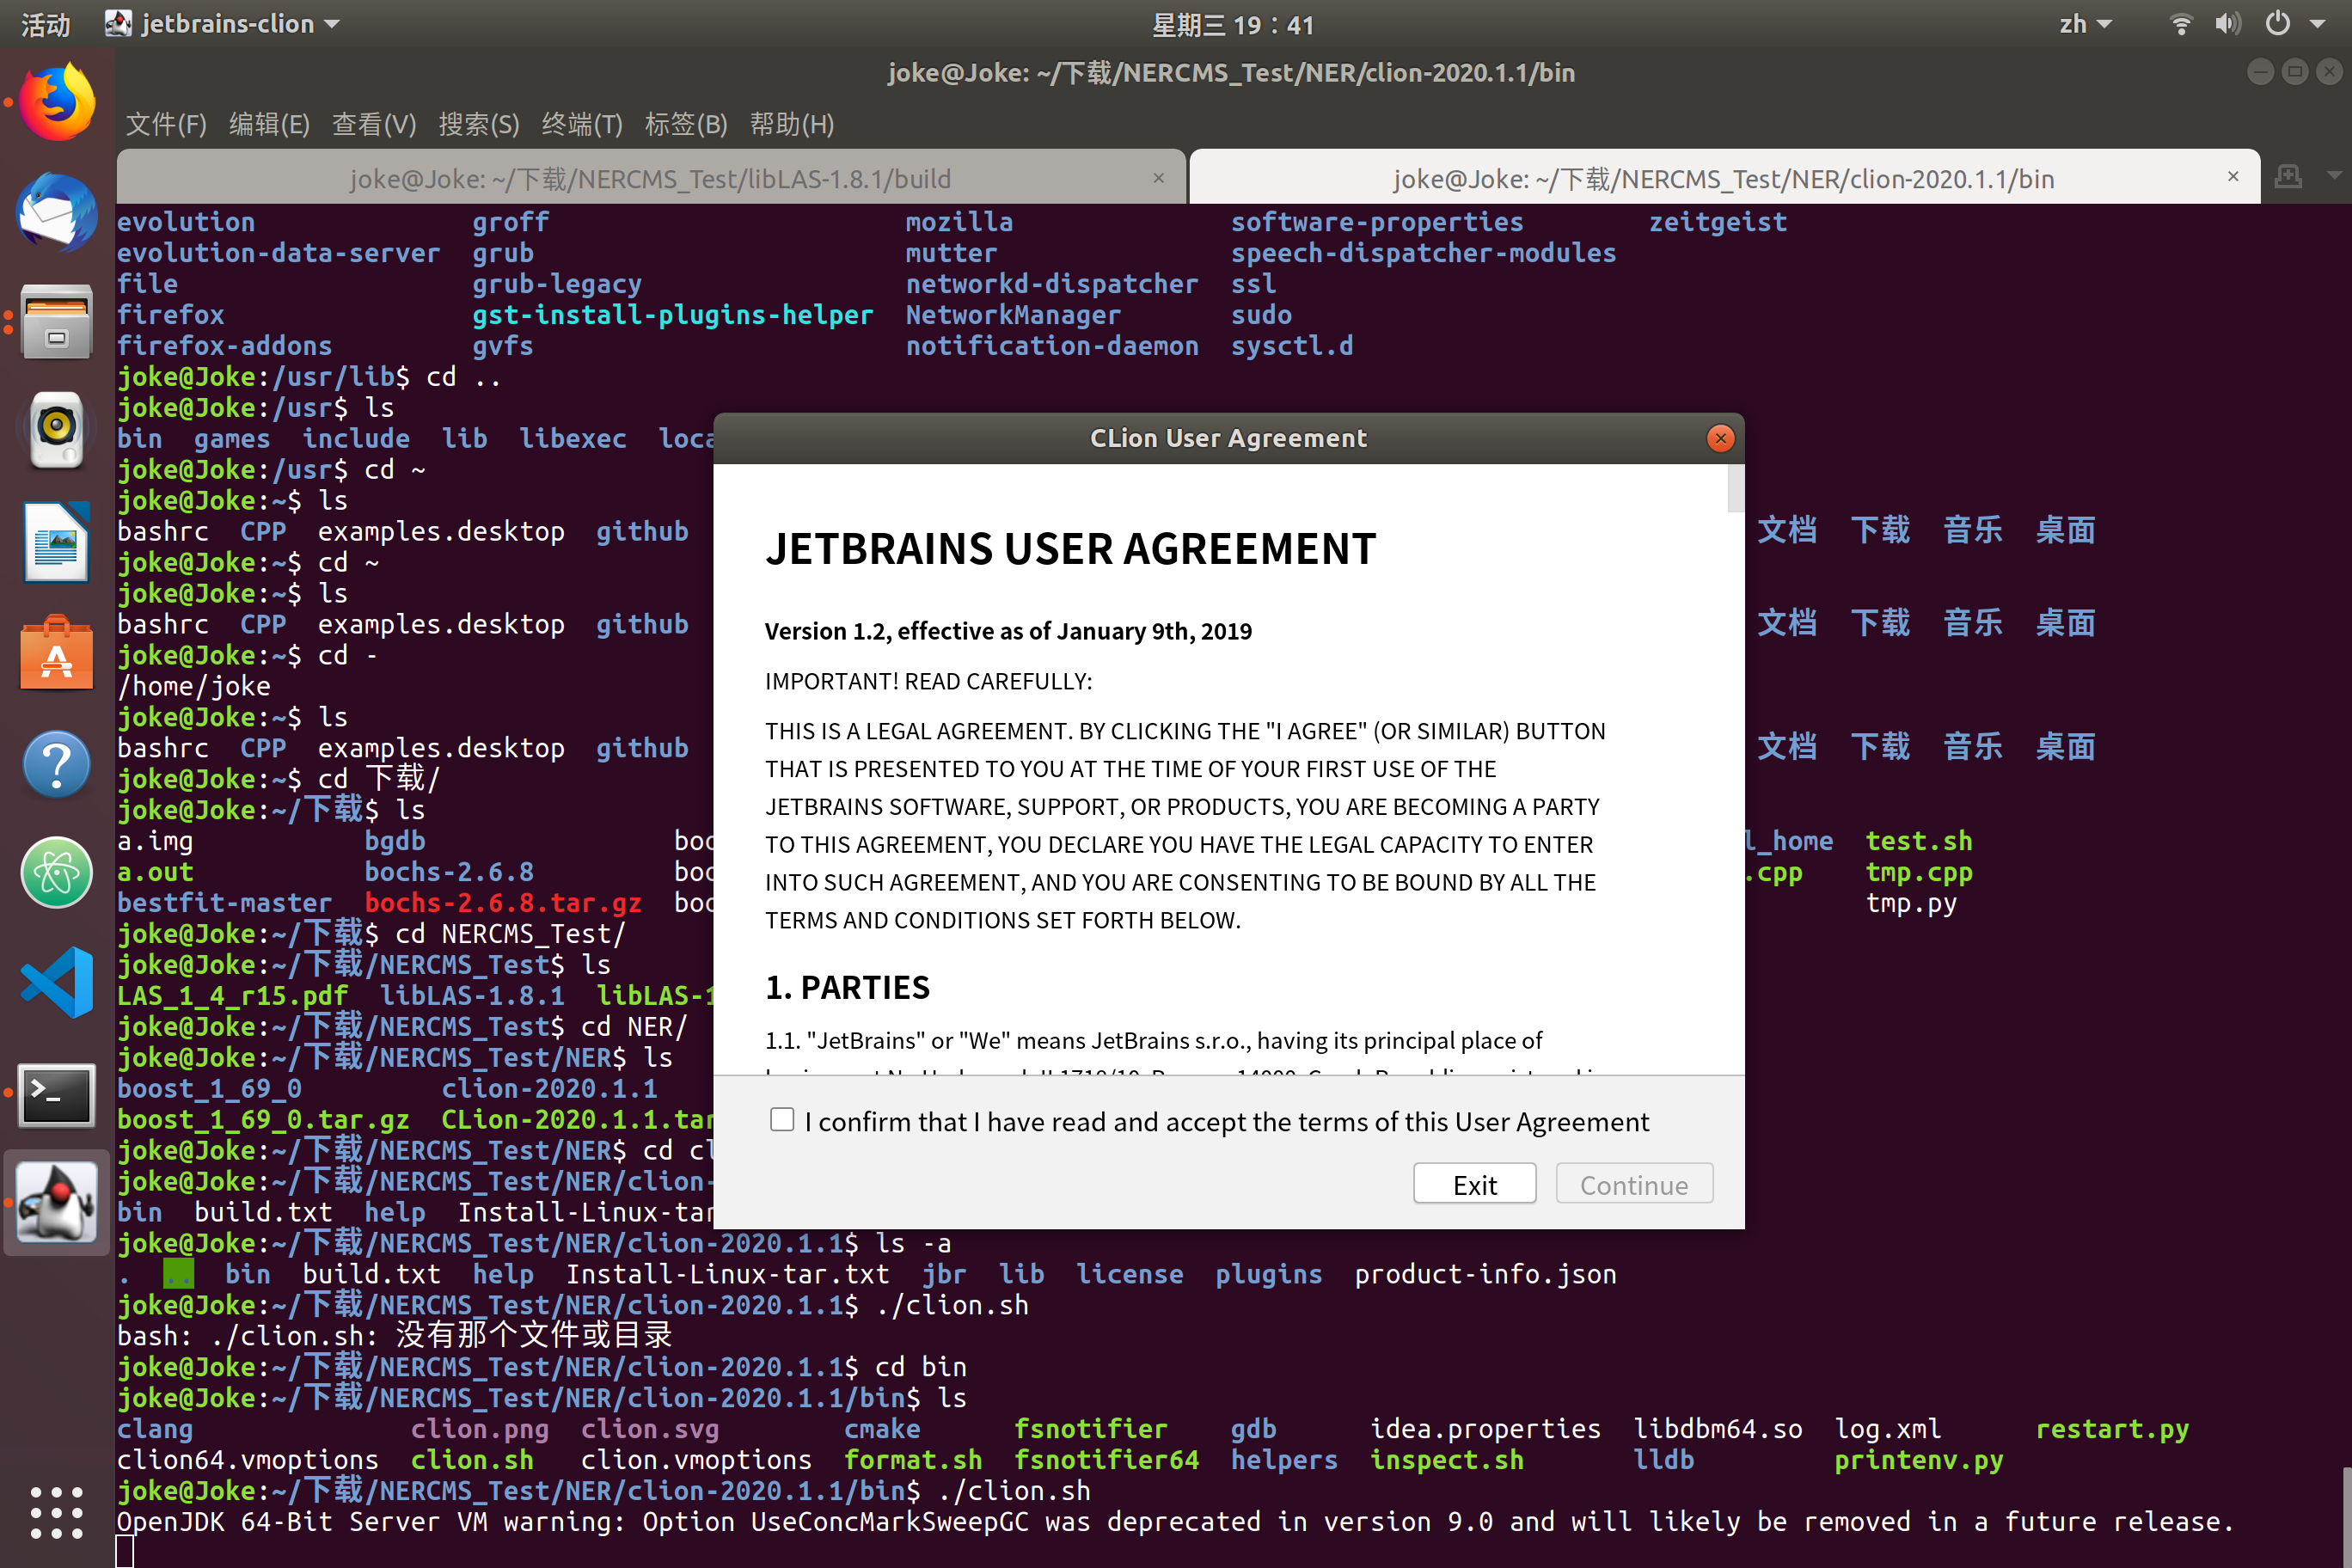 活动 jetbrains-clion 星期三 19：41 zh
joke@Joke: ~/下载/NERCMS_Test/NER/clion-2020.1.1/bin
文件(F) 编辑(E) 查看(V) 搜索(S) 终端(T) 标签(B) 帮助(H)
joke@Joke: ~/下载/NERCMS_Test/libLAS-1.8.1/build × joke@Joke: ~/下载/NERCMS_Test/NER/clion-2020.1.1/bin ×
evolution groff mozilla software-properties zeitgeist
evolution-data-server grub mutter speech-dispatcher-modules
file grub-legacy networkd-dispatcher ssl
firefox gst-install-plugins-helper NetworkManager sudo
firefox-addons gvfs notification-daemon sysctl.d
joke@Joke:/usr/lib$ cd ..
joke@Joke:/usr$ ls
bin games include lib libexec loca
joke@Joke:/usr$ cd ~
joke@Joke:~$ ls
bashrc CPP examples.desktop github 文档 下载 音乐 桌面
joke@Joke:~$ cd ~
joke@Joke:~$ ls
bashrc CPP examples.desktop github 文档 下载 音乐 桌面
joke@Joke:~$ cd -
/home/joke
joke@Joke:~$ ls
bashrc CPP examples.desktop github 文档 下载 音乐 桌面
joke@Joke:~$ cd 下载/
joke@Joke:~/下载$ ls
a.img bgdb boc l_home test.sh
a.out bochs-2.6.8 boc .cpp tmp.cpp
bestfit-master bochs-2.6.8.tar.gz boc tmp.py
joke@Joke:~/下载$ cd NERCMS_Test/
joke@Joke:~/下载/NERCMS_Test$ ls
LAS_1_4_r15.pdf libLAS-1.8.1 libLAS-1
joke@Joke:~/下载/NERCMS_Test$ cd NER/
joke@Joke:~/下载/NERCMS_Test/NER$ ls
boost_1_69_0 clion-2020.1.1
boost_1_69_0.tar.gz CLion-2020.1.1.tar
joke@Joke:~/下载/NERCMS_Test/NER$ cd cl
joke@Joke:~/下载/NERCMS_Test/NER/clion-
bin build.txt help Install-Linux-tar
joke@Joke:~/下载/NERCMS_Test/NER/clion-2020.1.1$ ls -a
. .. bin build.txt help Install-Linux-tar.txt jbr lib license plugins product-info.json
joke@Joke:~/下载/NERCMS_Test/NER/clion-2020.1.1$ ./clion.sh
bash: ./clion.sh: 没有那个文件或目录
joke@Joke:~/下载/NERCMS_Test/NER/clion-2020.1.1$ cd bin
joke@Joke:~/下载/NERCMS_Test/NER/clion-2020.1.1/bin$ ls
clang clion.png clion.svg cmake fsnotifier gdb idea.properties libdbm64.so log.xml restart.py
clion64.vmoptions clion.sh clion.vmoptions format.sh fsnotifier64 helpers inspect.sh lldb printenv.py
joke@Joke:~/下载/NERCMS_Test/NER/clion-2020.1.1/bin$ ./clion.sh
OpenJDK 64-Bit Server VM warning: Option UseConcMarkSweepGC was deprecated in version 9.0 and will likely be removed in a future release.
CLion User Agreement
JETBRAINS USER AGREEMENT
Version 1.2, effective as of January 9th, 2019
IMPORTANT! READ CAREFULLY:
THIS IS A LEGAL AGREEMENT. BY CLICKING THE "I AGREE" (OR SIMILAR) BUTTON
THAT IS PRESENTED TO YOU AT THE TIME OF YOUR FIRST USE OF THE
JETBRAINS SOFTWARE, SUPPORT, OR PRODUCTS, YOU ARE BECOMING A PARTY
TO THIS AGREEMENT, YOU DECLARE YOU HAVE THE LEGAL CAPACITY TO ENTER
INTO SUCH AGREEMENT, AND YOU ARE CONSENTING TO BE BOUND BY ALL THE
TERMS AND CONDITIONS SET FORTH BELOW.
1. PARTIES
1.1. "JetBrains" or "We" means JetBrains s.r.o., having its principal place of
I confirm that I have read and accept the terms of this User Agreement
Exit Continue